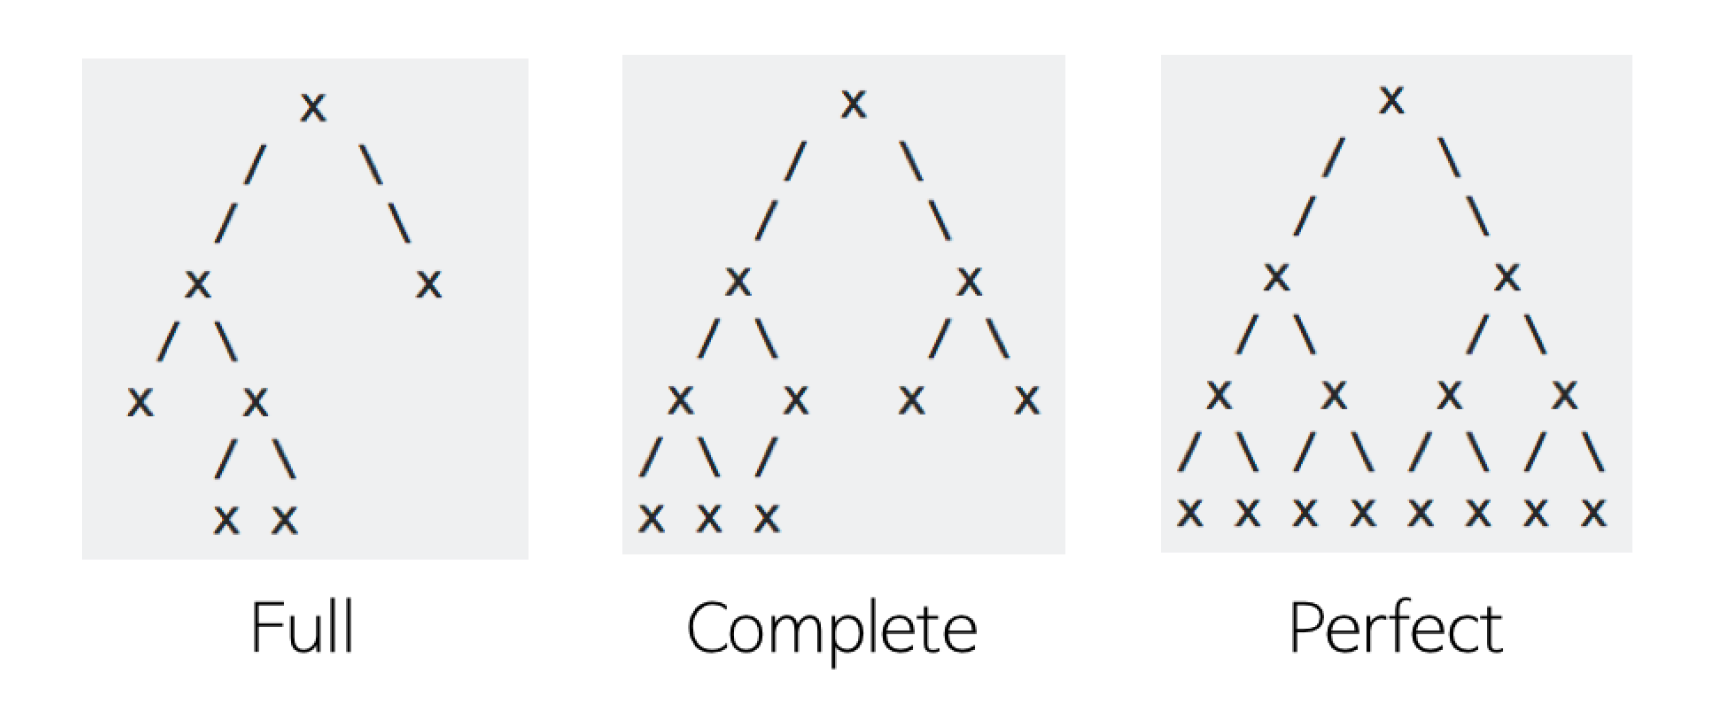 x
/ \
/ \
x x
/ \
x x
/ \
x x
Full
x
/ \
/ \
x x
/ \ / \
x x x x
/ \ /
x x x
Complete
x
/ \
/ \
x x
/ \ / \
x x x x
/ \ / \ / \ / \
x x x x x x x x
Perfect